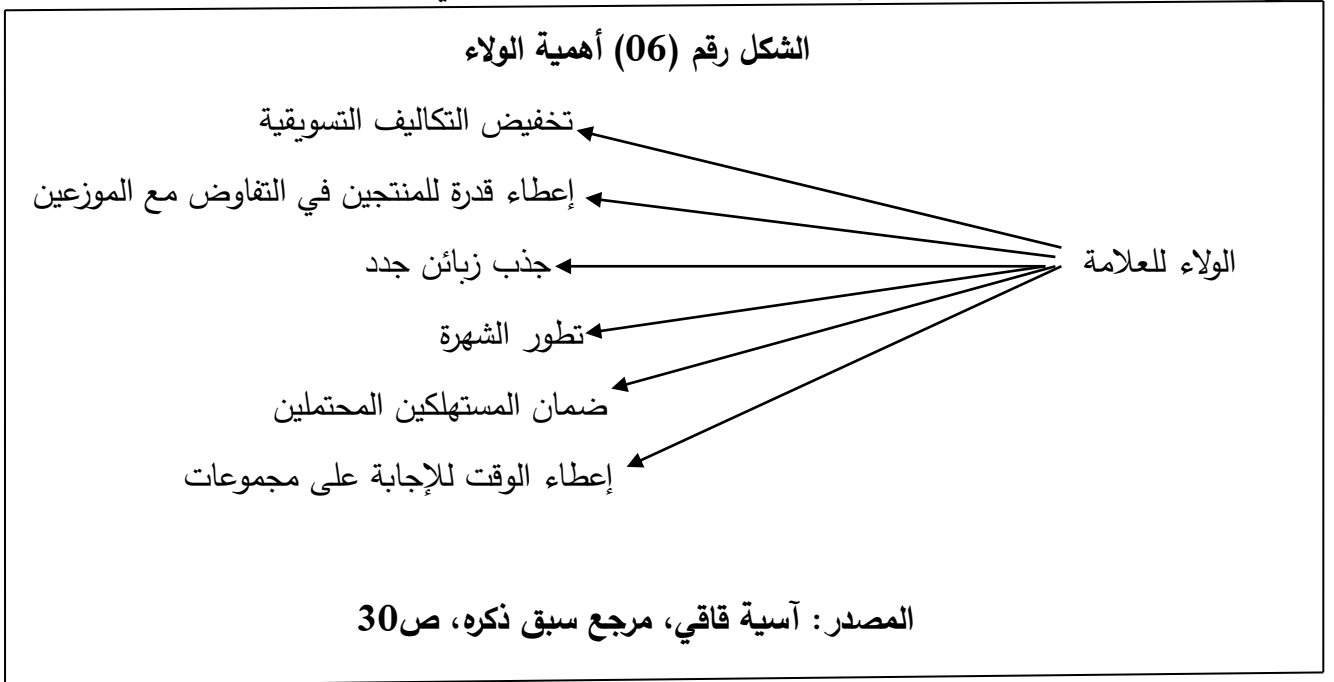 الشكل رقم (06) أهمية الولاء
تخفيض التكاليف التسويقية
إعطاء قدرة للمنتجين في التفاوض مع الموزعين
الولاء للعلامة
جذب زبائن جدد
تطور الشهرة
ضمان المستهلكين المحتملين
إعطاء الوقت للإجابة على مجموعات
المصدر: آسية قاقي، مرجع سبق ذكره، ص30